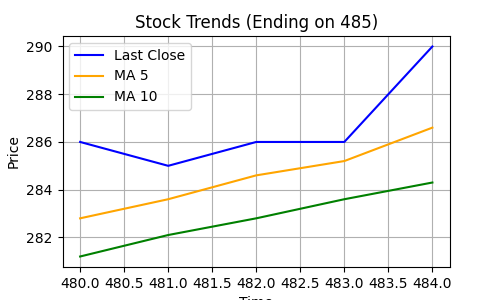 Stock Trends (Ending on 485)
Last Close
MA 5
MA 10
Price
290
288
286
284
282
480.0 480.5 481.0 481.5 482.0 482.5 483.0 483.5 484.0
Time